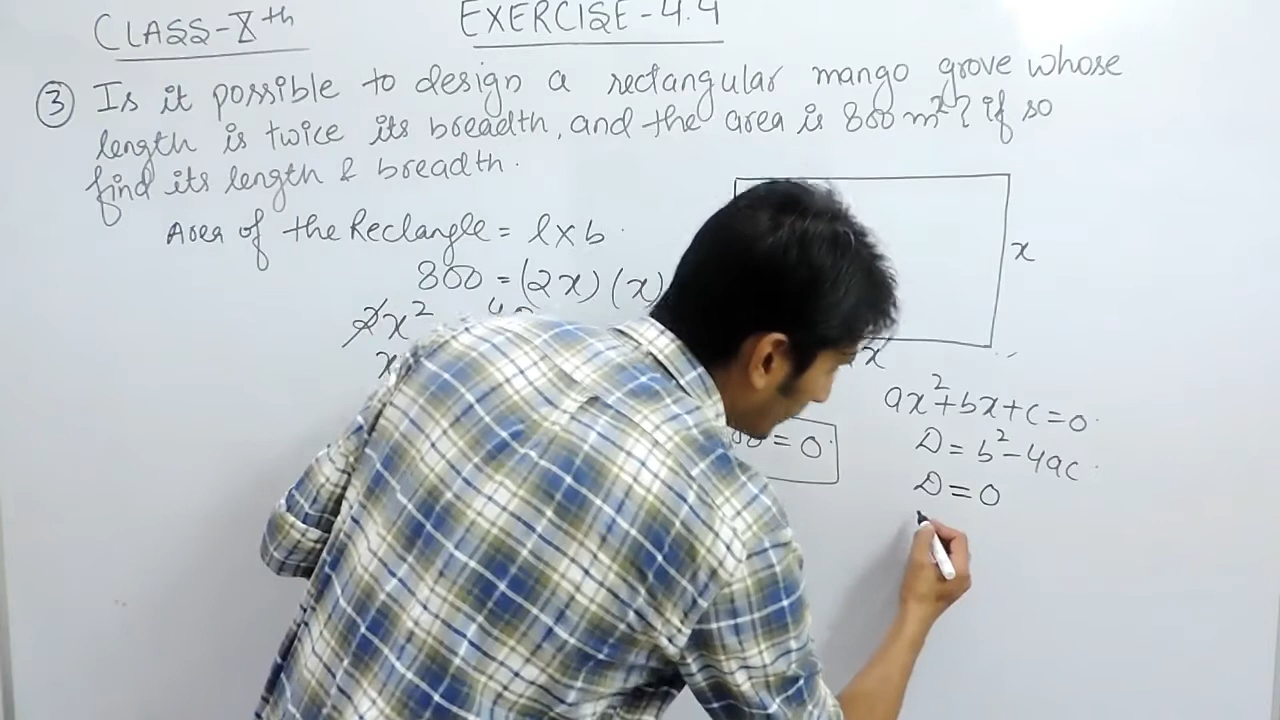 CLASS-Xth
EXERCISE-4.4
③ Is it possible to design a rectangular mango grove whose
length is twice its breadth, and the area is 800 m²? if so
find its length & breadth.
Area of the Rectangle = l×b.
800 = (2x)(x)
2x²
x
x
x
= 0
ax²+bx+c=0.
D = b²-4ac.
D = 0